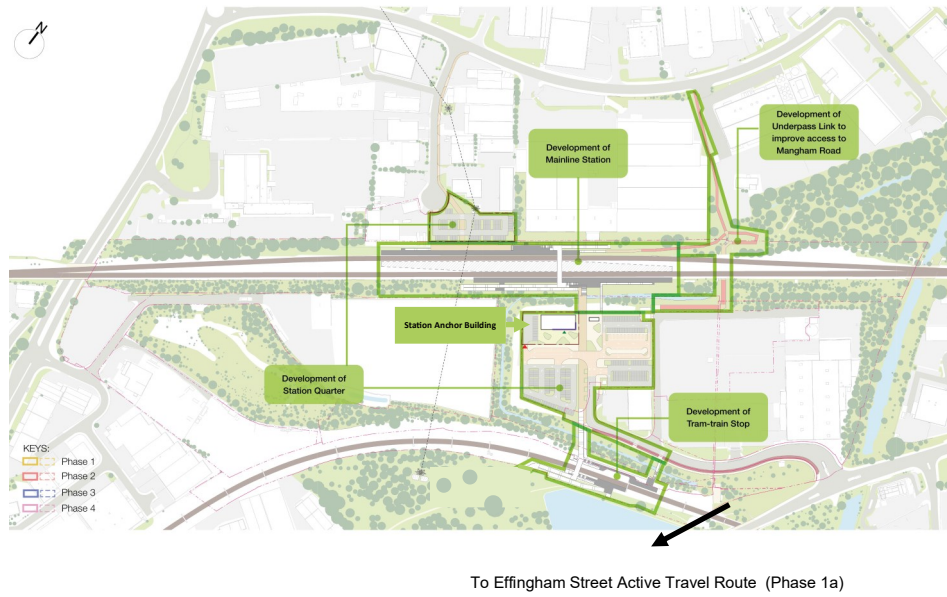 N
Development of
Underpass Link to
improve access to
Mangham Road
Development of
Mainline Station
Station Anchor Building
Development of
Station Quarter
Development of
Tram-train Stop
KEYS:
Phase 1
Phase 2
Phase 3
Phase 4
To Effingham Street Active Travel Route (Phase 1a)